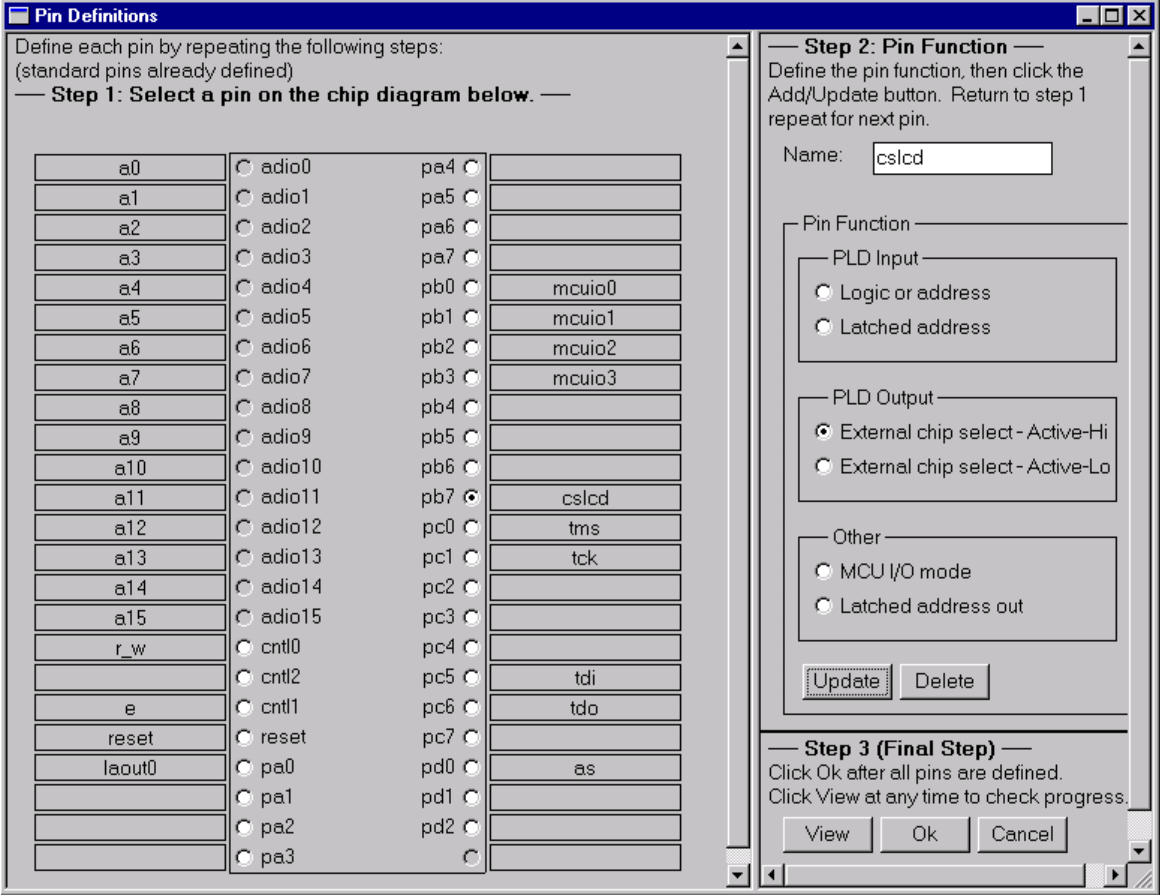 Pin Definitions
Define each pin by repeating the following steps:
(standard pins already defined)
Step 1: Select a pin on the chip diagram below.
a0 adio0 pa4
a1 adio1 pa5
a2 adio2 pa6
a3 adio3 pa7
a4 adio4 pb0 mcuio0
a5 adio5 pb1 mcuio1
a6 adio6 pb2 mcuio2
a7 adio7 pb3 mcuio3
a8 adio8 pb4
a9 adio9 pb5
a10 adio10 pb6
a11 adio11 pb7 cslcd
a12 adio12 pc0 tms
a13 adio13 pc1 tck
a14 adio14 pc2
a15 adio15 pc3
r_w cntl0 pc4
cntl2 pc5 tdi
e cntl1 pc6 tdo
reset reset pc7
laout0 pa0 pd0 as
pa1 pd1
pa2 pd2
pa3
Step 2: Pin Function
Define the pin function, then click the
Add/Update button. Return to step 1
repeat for next pin.
Name: cslcd
Pin Function
PLD Input
Logic or address
Latched address
PLD Output
External chip select - Active-Hi
External chip select - Active-Lo
Other
MCU I/O mode
Latched address out
Update Delete
Step 3 (Final Step)
Click Ok after all pins are defined.
Click View at any time to check progress.
View Ok Cancel